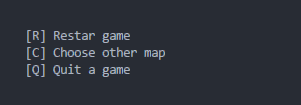 [R] Restar game
[C] Choose other map
[Q] Quit a game